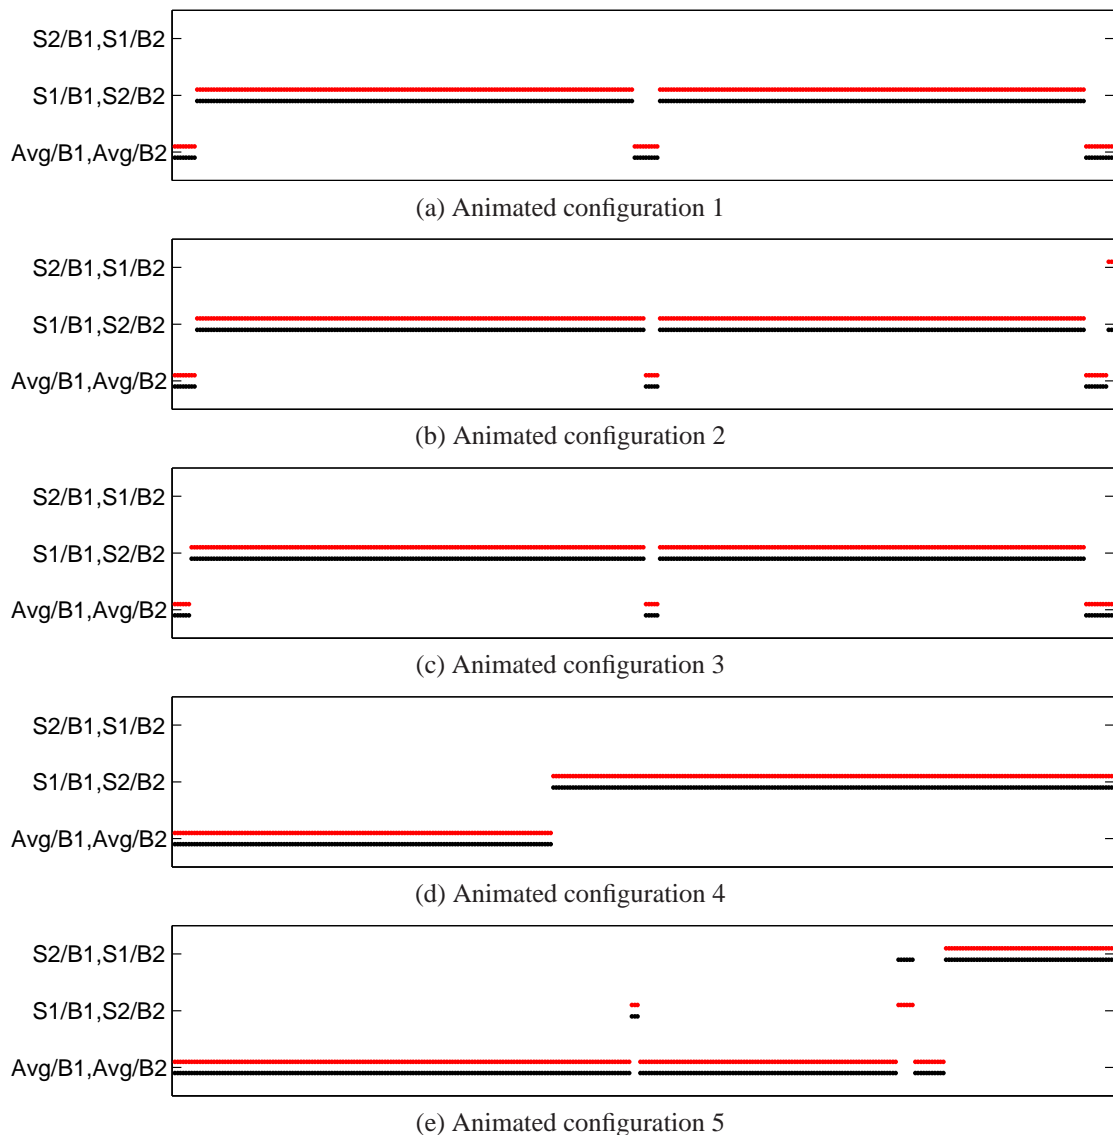 S2/B1,S1/B2
S1/B1,S2/B2
Avg/B1,Avg/B2
(a) Animated configuration 1
S2/B1,S1/B2
S1/B1,S2/B2
Avg/B1,Avg/B2
(b) Animated configuration 2
S2/B1,S1/B2
S1/B1,S2/B2
Avg/B1,Avg/B2
(c) Animated configuration 3
S2/B1,S1/B2
S1/B1,S2/B2
Avg/B1,Avg/B2
(d) Animated configuration 4
S2/B1,S1/B2
S1/B1,S2/B2
Avg/B1,Avg/B2
(e) Animated configuration 5